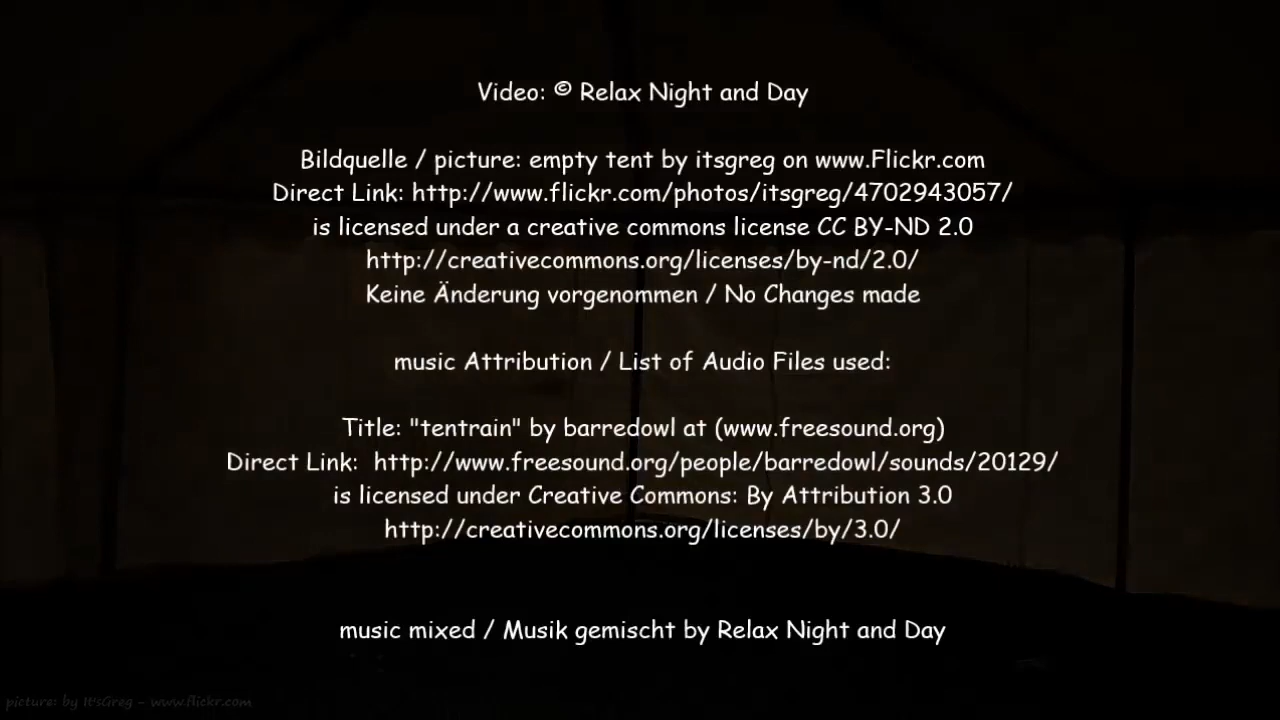 Video: © Relax Night and Day
Bildquelle / picture: empty tent by itsgreg on www.Flickr.com
Direct Link: http://www.flickr.com/photos/itsgreg/4702943057/
is licensed under a creative commons license CC BY-ND 2.0
http://creativecommons.org/licenses/by-nd/2.0/
Keine Änderung vorgenommen / No Changes made
music Attribution / List of Audio Files used:
Title: "tentrain" by barredowl at (www.freesound.org)
Direct Link:  http://www.freesound.org/people/barredowl/sounds/20129/
is licensed under Creative Commons: By Attribution 3.0
http://creativecommons.org/licenses/by/3.0/
music mixed / Musik gemischt by Relax Night and Day
picture: by It'sGreg - www.flickr.com